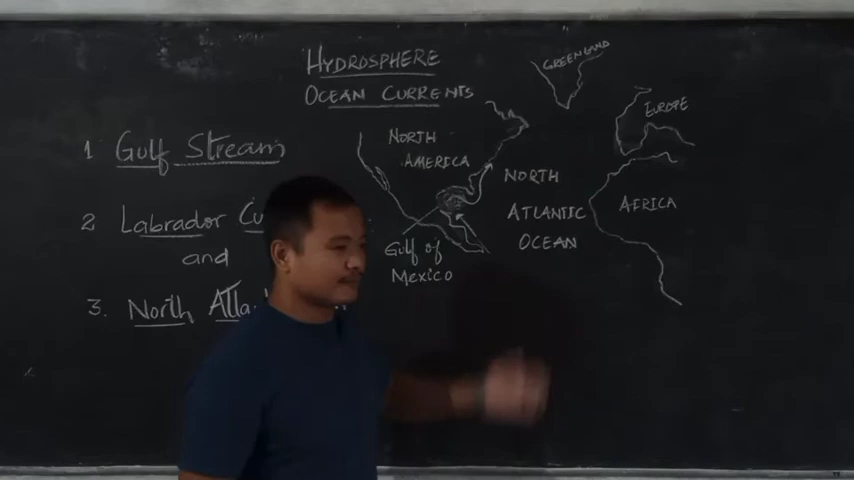 HYDROSPHERE
OCEAN CURRENTS
1 Gulf Stream
2 Labrador
and
3. North
GREENLAND
EUROPE
NORTH
AMERICA
NORTH
ATLANTIC
OCEAN
AFRICA
Gulf of
Mexico